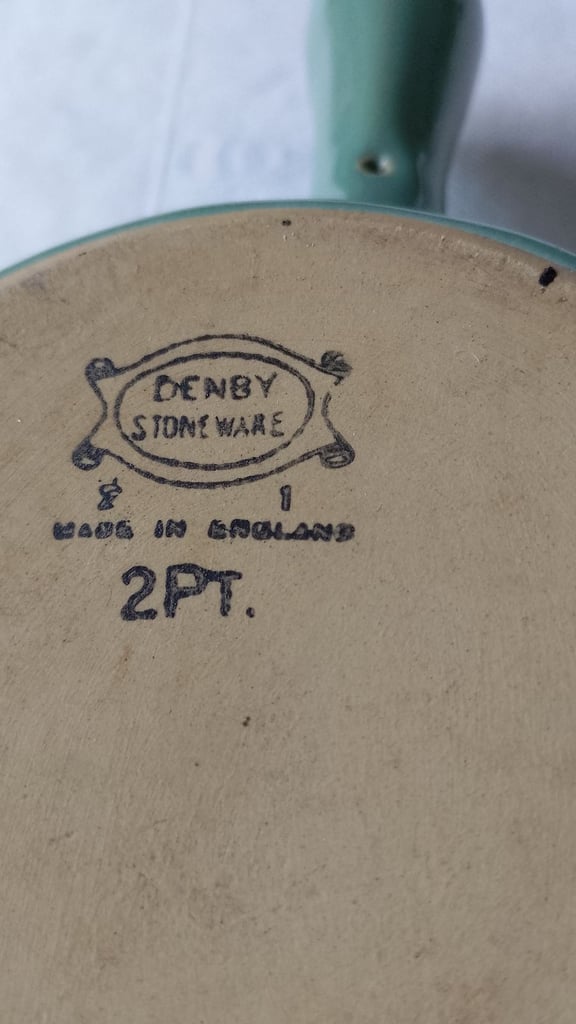 DENBY
STONEWARE
8 1
MADE IN ENGLAND
2PT.